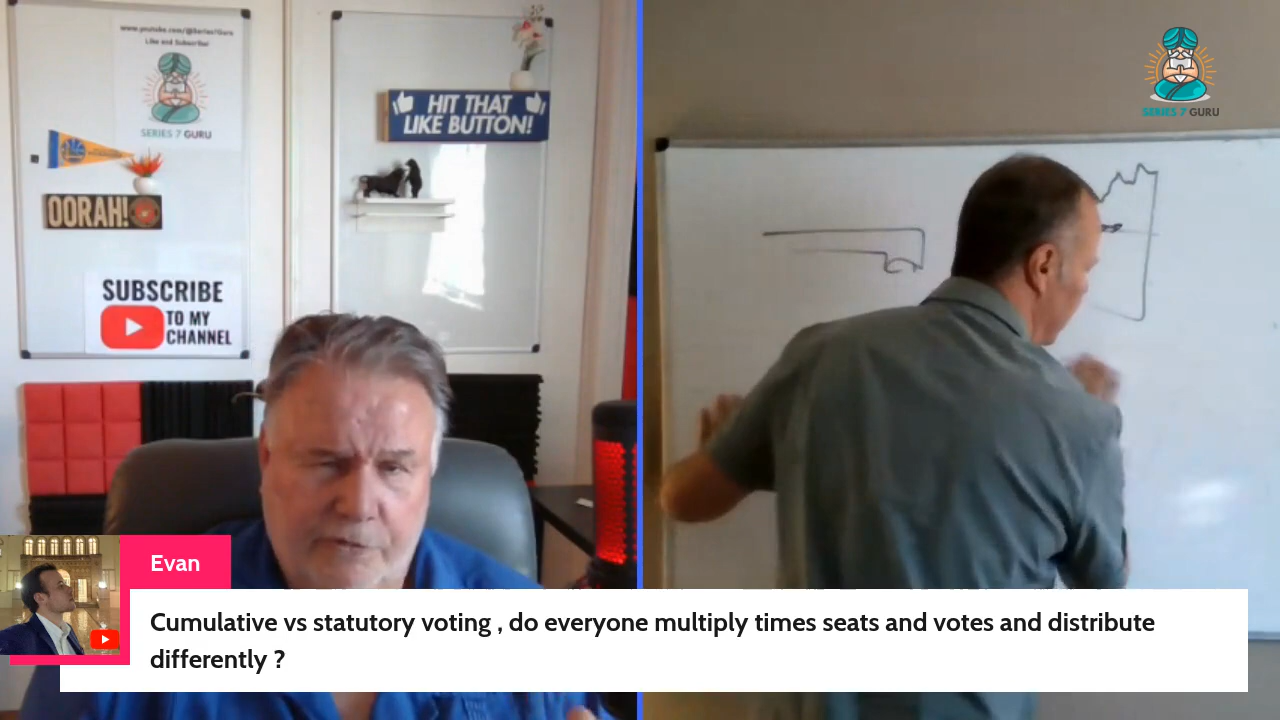 www.youtube.com/@Series7Guru
Like and Subscribe
SERIES 7 GURU
OORAH!
SUBSCRIBE
TO MY
CHANNEL
HIT THAT
LIKE BUTTON!
SERIES 7 GURU
Evan
Cumulative vs statutory voting , do everyone multiply times seats and votes and distribute
differently ?